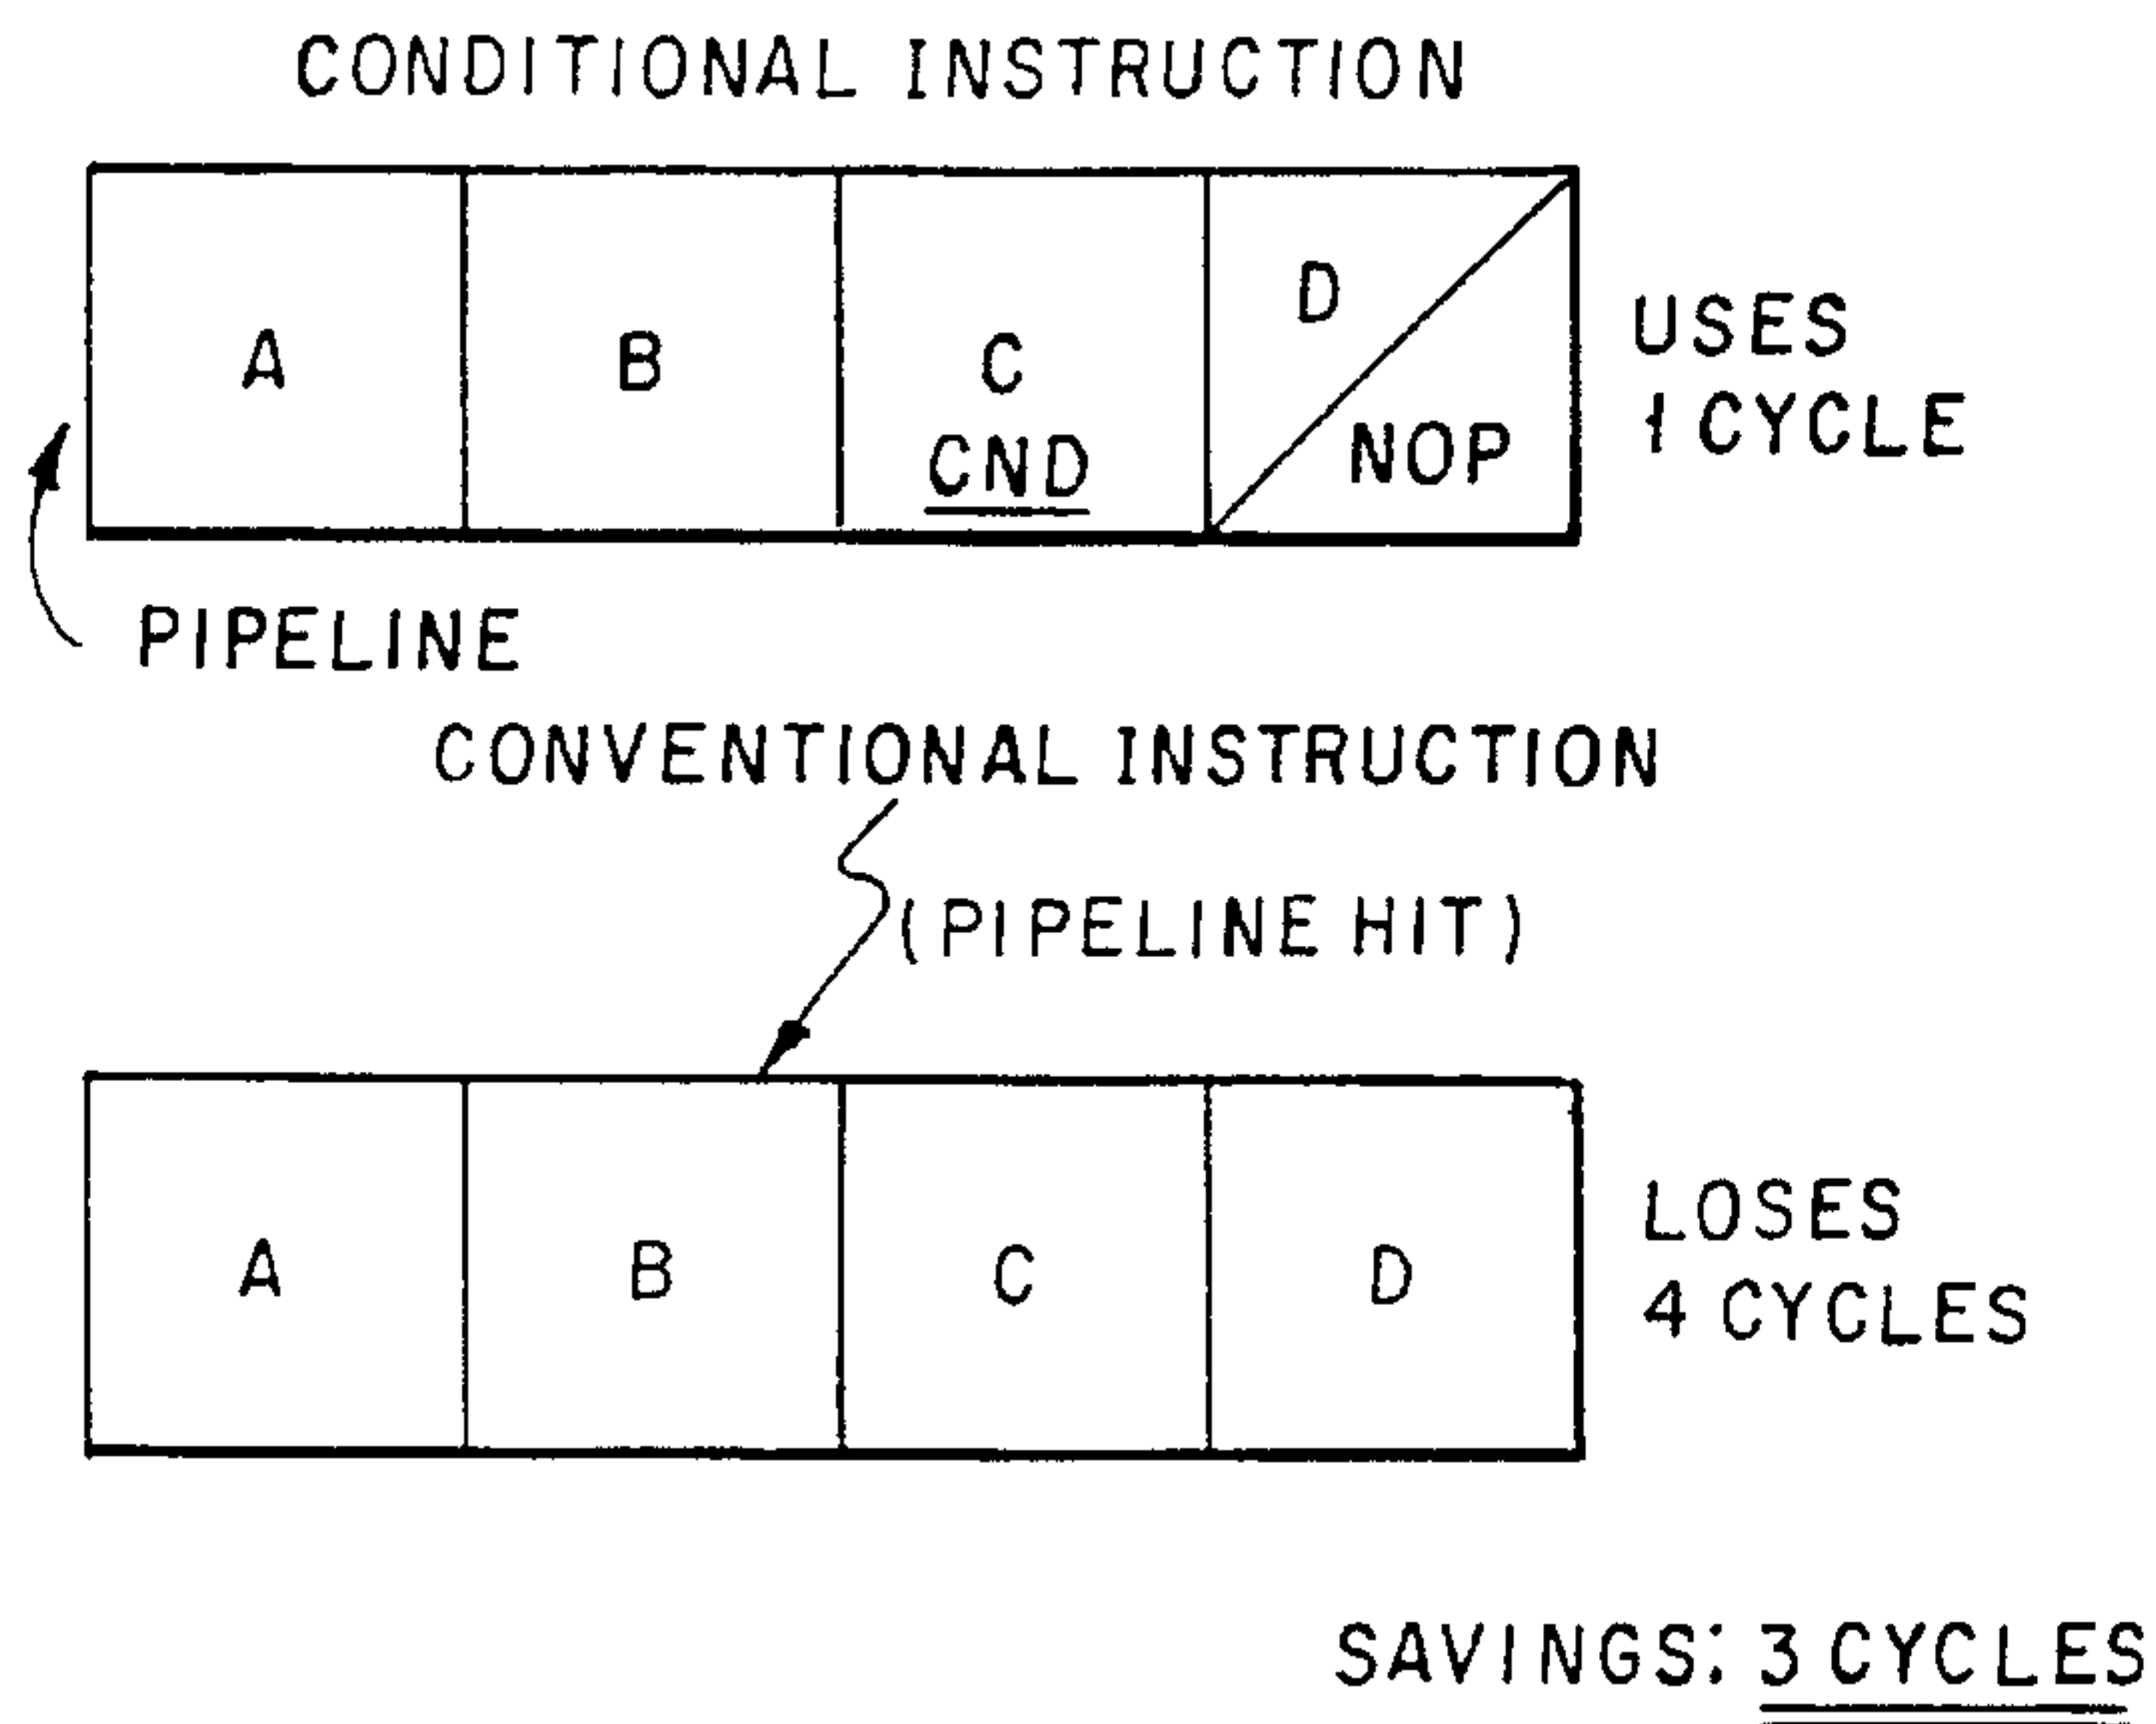 CONDITIONAL INSTRUCTION
A B C D
CND
NOP
USES
1 CYCLE
PIPELINE
CONVENTIONAL INSTRUCTION
(PIPELINE HIT)
A B C D
LOSES
4 CYCLES
SAVINGS: 3 CYCLES